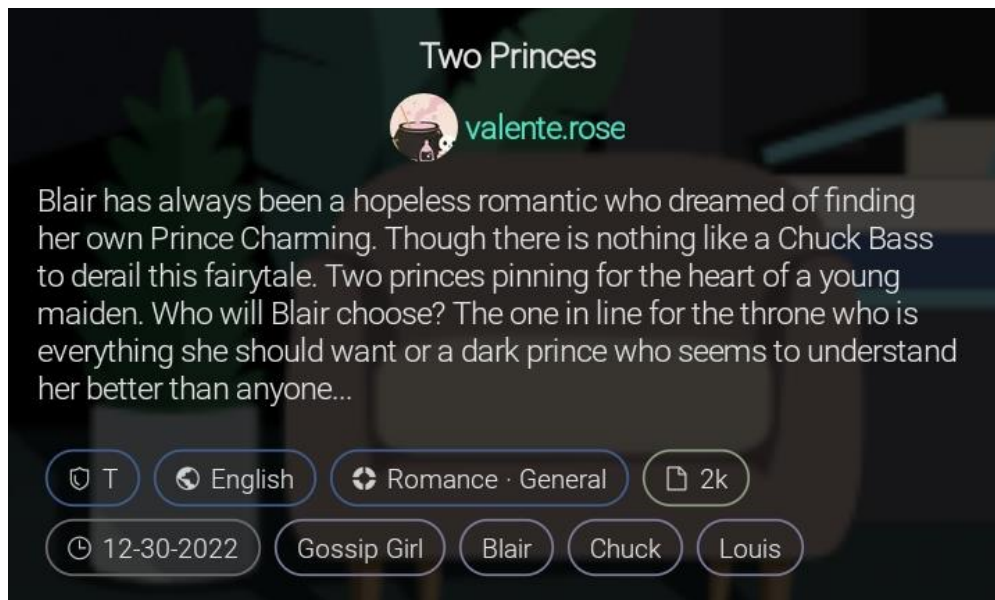 Two Princes
valente.rose
Blair has always been a hopeless romantic who dreamed of finding
her own Prince Charming. Though there is nothing like a Chuck Bass
to derail this fairytale. Two princes pinning for the heart of a young
maiden. Who will Blair choose? The one in line for the throne who is
everything she should want or a dark prince who seems to understand
her better than anyone...
T English Romance · General 2k
12-30-2022 Gossip Girl Blair Chuck Louis